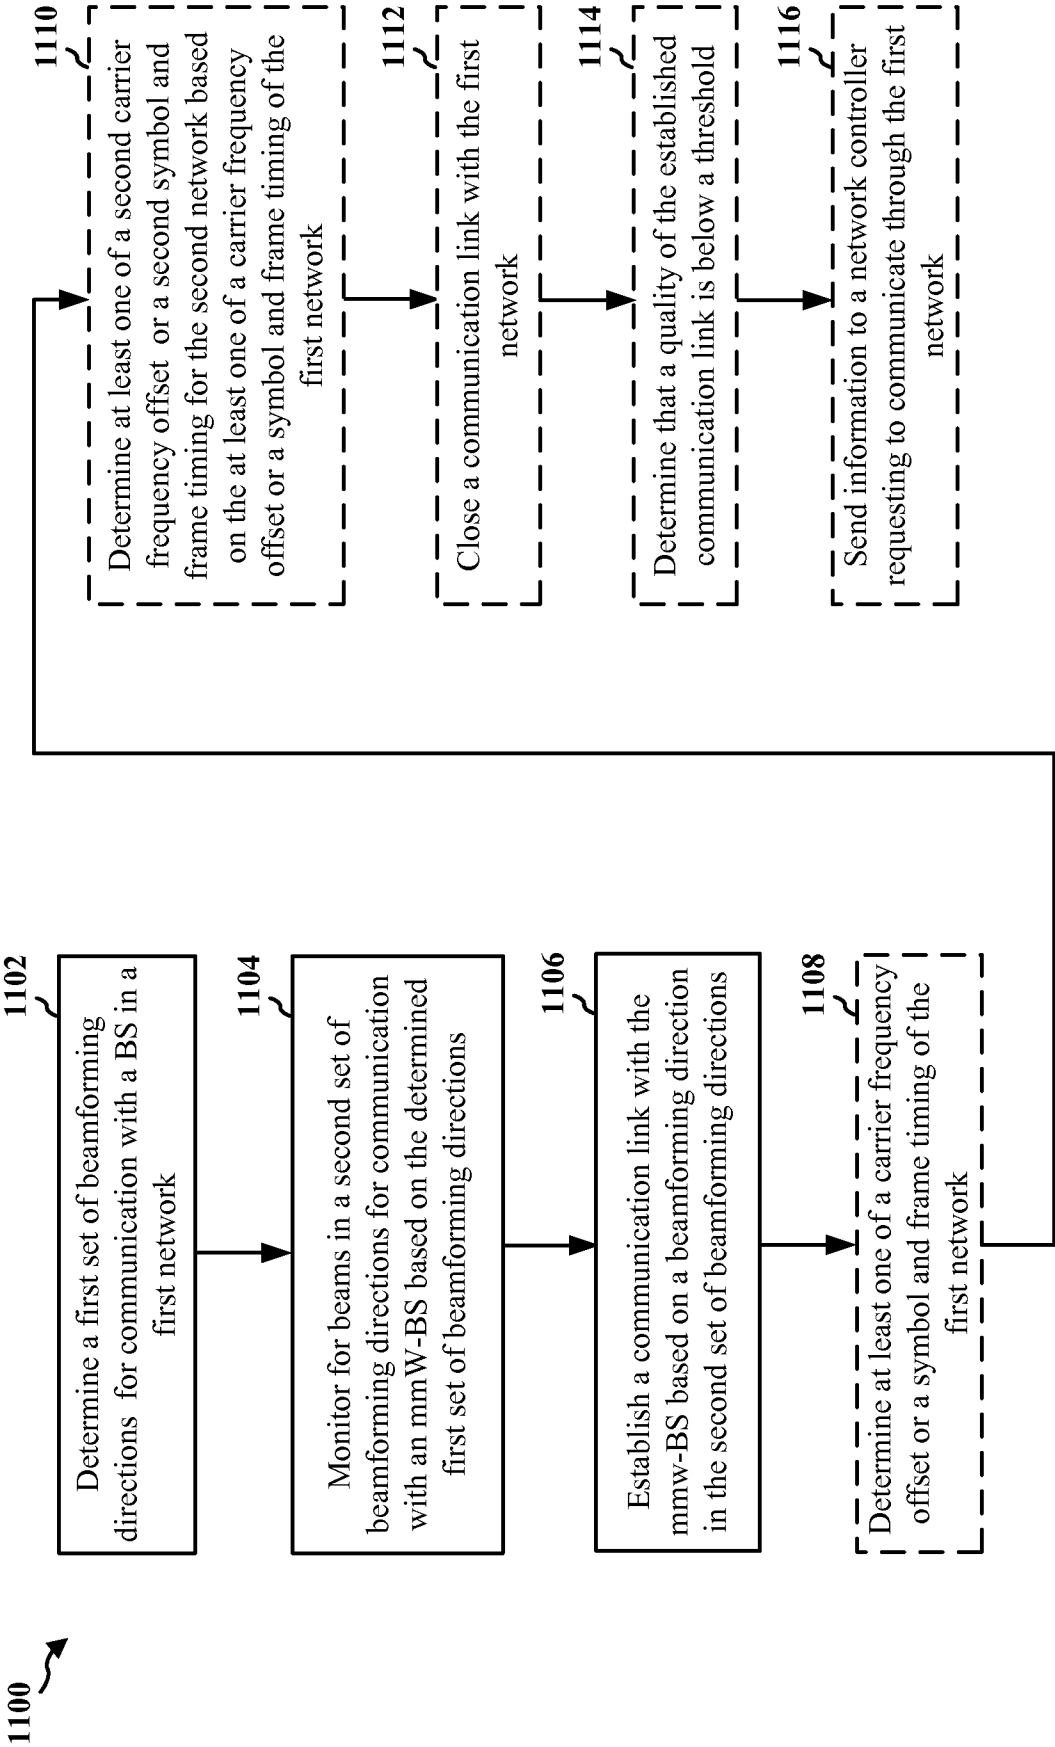 1100
1102
Determine a first set of beamforming
directions for communication with a BS in a
first network
1104
Monitor for beams in a second set of
beamforming directions for communication
with an mmW-BS based on the determined
first set of beamforming directions
1106
Establish a communication link with the
mmw-BS based on a beamforming direction
in the second set of beamforming directions
1108
Determine at least one of a carrier frequency
offset or a symbol and frame timing of the
first network
1110
Determine at least one of a second carrier
frequency offset or a second symbol and
frame timing for the second network based
on the at least one of a carrier frequency
offset or a symbol and frame timing of the
first network
1112
Close a communication link with the first
network
1114
Determine that a quality of the established
communication link is below a threshold
1116
Send information to a network controller
requesting to communicate through the first
network